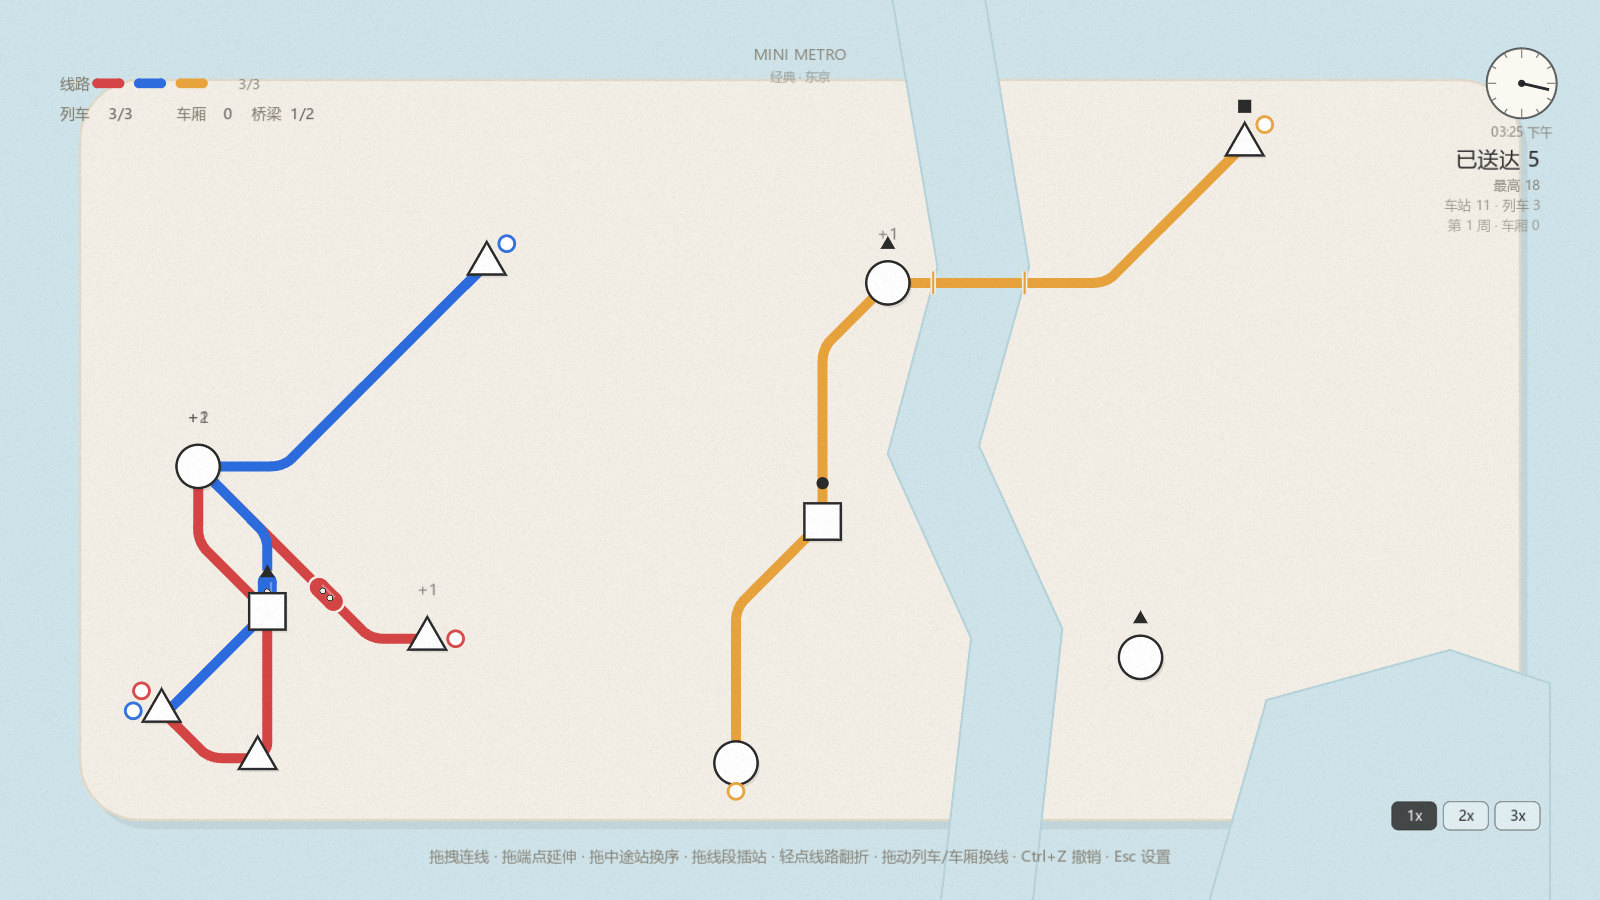 MINI METRO
经典 · 东京
线路 3/3
列车 3/3 车厢 0 桥梁 1/2
03:25 下午
已送达 5
最高 18
车站 11 · 列车 3
第 1 周 · 车厢 0
+1
+1
1x 2x 3x
拖拽连线 · 拖端点延伸 · 拖中途站换序 · 拖线段插站 · 轻点线路翻折 · 拖动列车/车厢换线 · Ctrl+Z 撤销 · Esc 设置